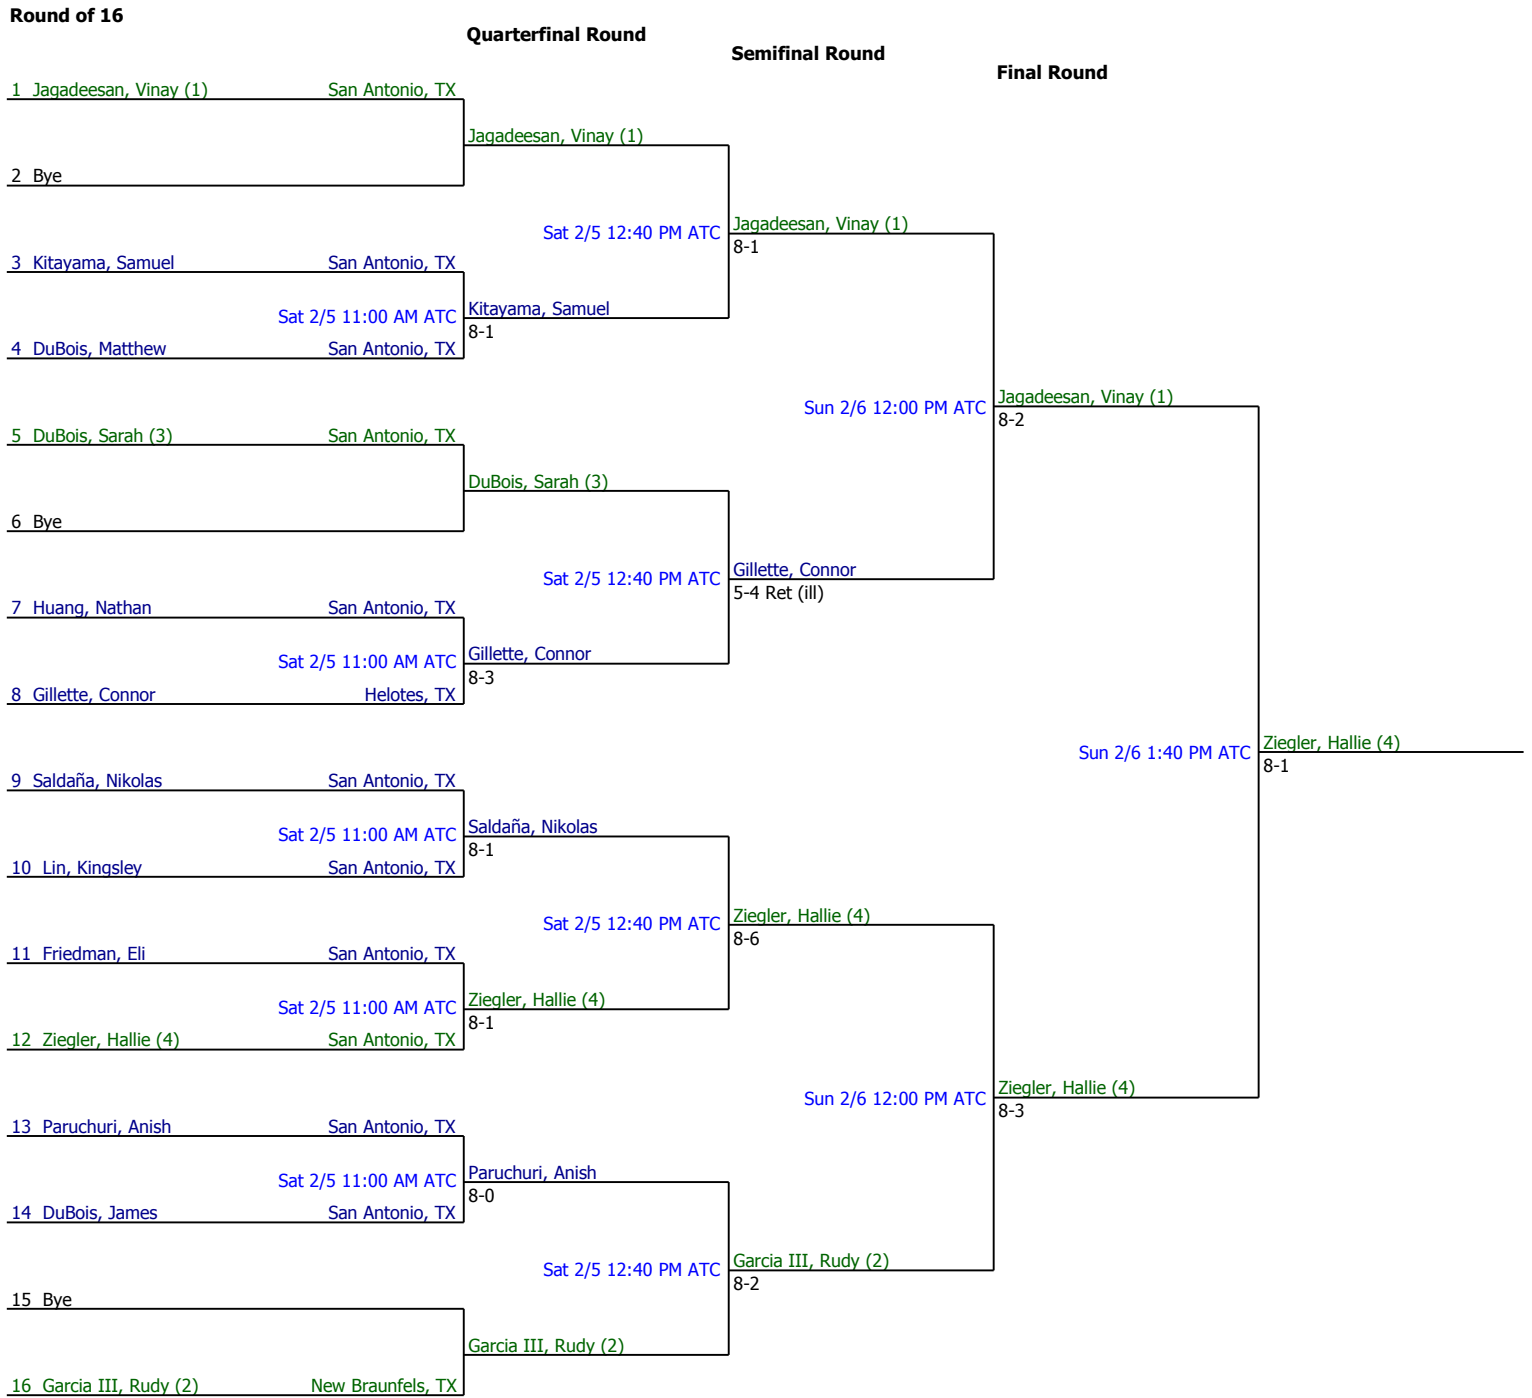 Round of 16
Quarterfinal Round
Semifinal Round
Final Round
1 Jagadeesan, Vinay (1) San Antonio, TX
Jagadeesan, Vinay (1)
2 Bye
Sat 2/5 12:40 PM ATC Jagadeesan, Vinay (1)
8-1
3 Kitayama, Samuel San Antonio, TX
Sat 2/5 11:00 AM ATC Kitayama, Samuel
8-1
4 DuBois, Matthew San Antonio, TX
Sun 2/6 12:00 PM ATC Jagadeesan, Vinay (1)
8-2
5 DuBois, Sarah (3) San Antonio, TX
DuBois, Sarah (3)
6 Bye
Sat 2/5 12:40 PM ATC Gillette, Connor
5-4 Ret (ill)
7 Huang, Nathan San Antonio, TX
Sat 2/5 11:00 AM ATC Gillette, Connor
8-3
8 Gillette, Connor Helotes, TX
Sun 2/6 1:40 PM ATC Ziegler, Hallie (4)
8-1
9 Saldaña, Nikolas San Antonio, TX
Sat 2/5 11:00 AM ATC Saldaña, Nikolas
8-1
10 Lin, Kingsley San Antonio, TX
Sat 2/5 12:40 PM ATC Ziegler, Hallie (4)
8-6
11 Friedman, Eli San Antonio, TX
Sat 2/5 11:00 AM ATC Ziegler, Hallie (4)
8-1
12 Ziegler, Hallie (4) San Antonio, TX
Sun 2/6 12:00 PM ATC Ziegler, Hallie (4)
8-3
13 Paruchuri, Anish San Antonio, TX
Sat 2/5 11:00 AM ATC Paruchuri, Anish
8-0
14 DuBois, James San Antonio, TX
Sat 2/5 12:40 PM ATC Garcia III, Rudy (2)
8-2
15 Bye
Garcia III, Rudy (2)
16 Garcia III, Rudy (2) New Braunfels, TX